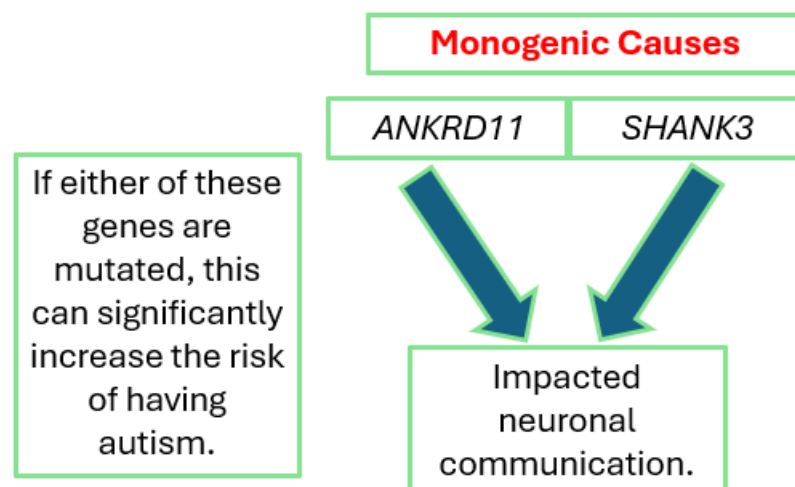 Monogenic Causes
ANKRD11
SHANK3
If either of these
genes are
mutated, this
can significantly
increase the risk
of having
autism.
Impacted
neuronal
communication.